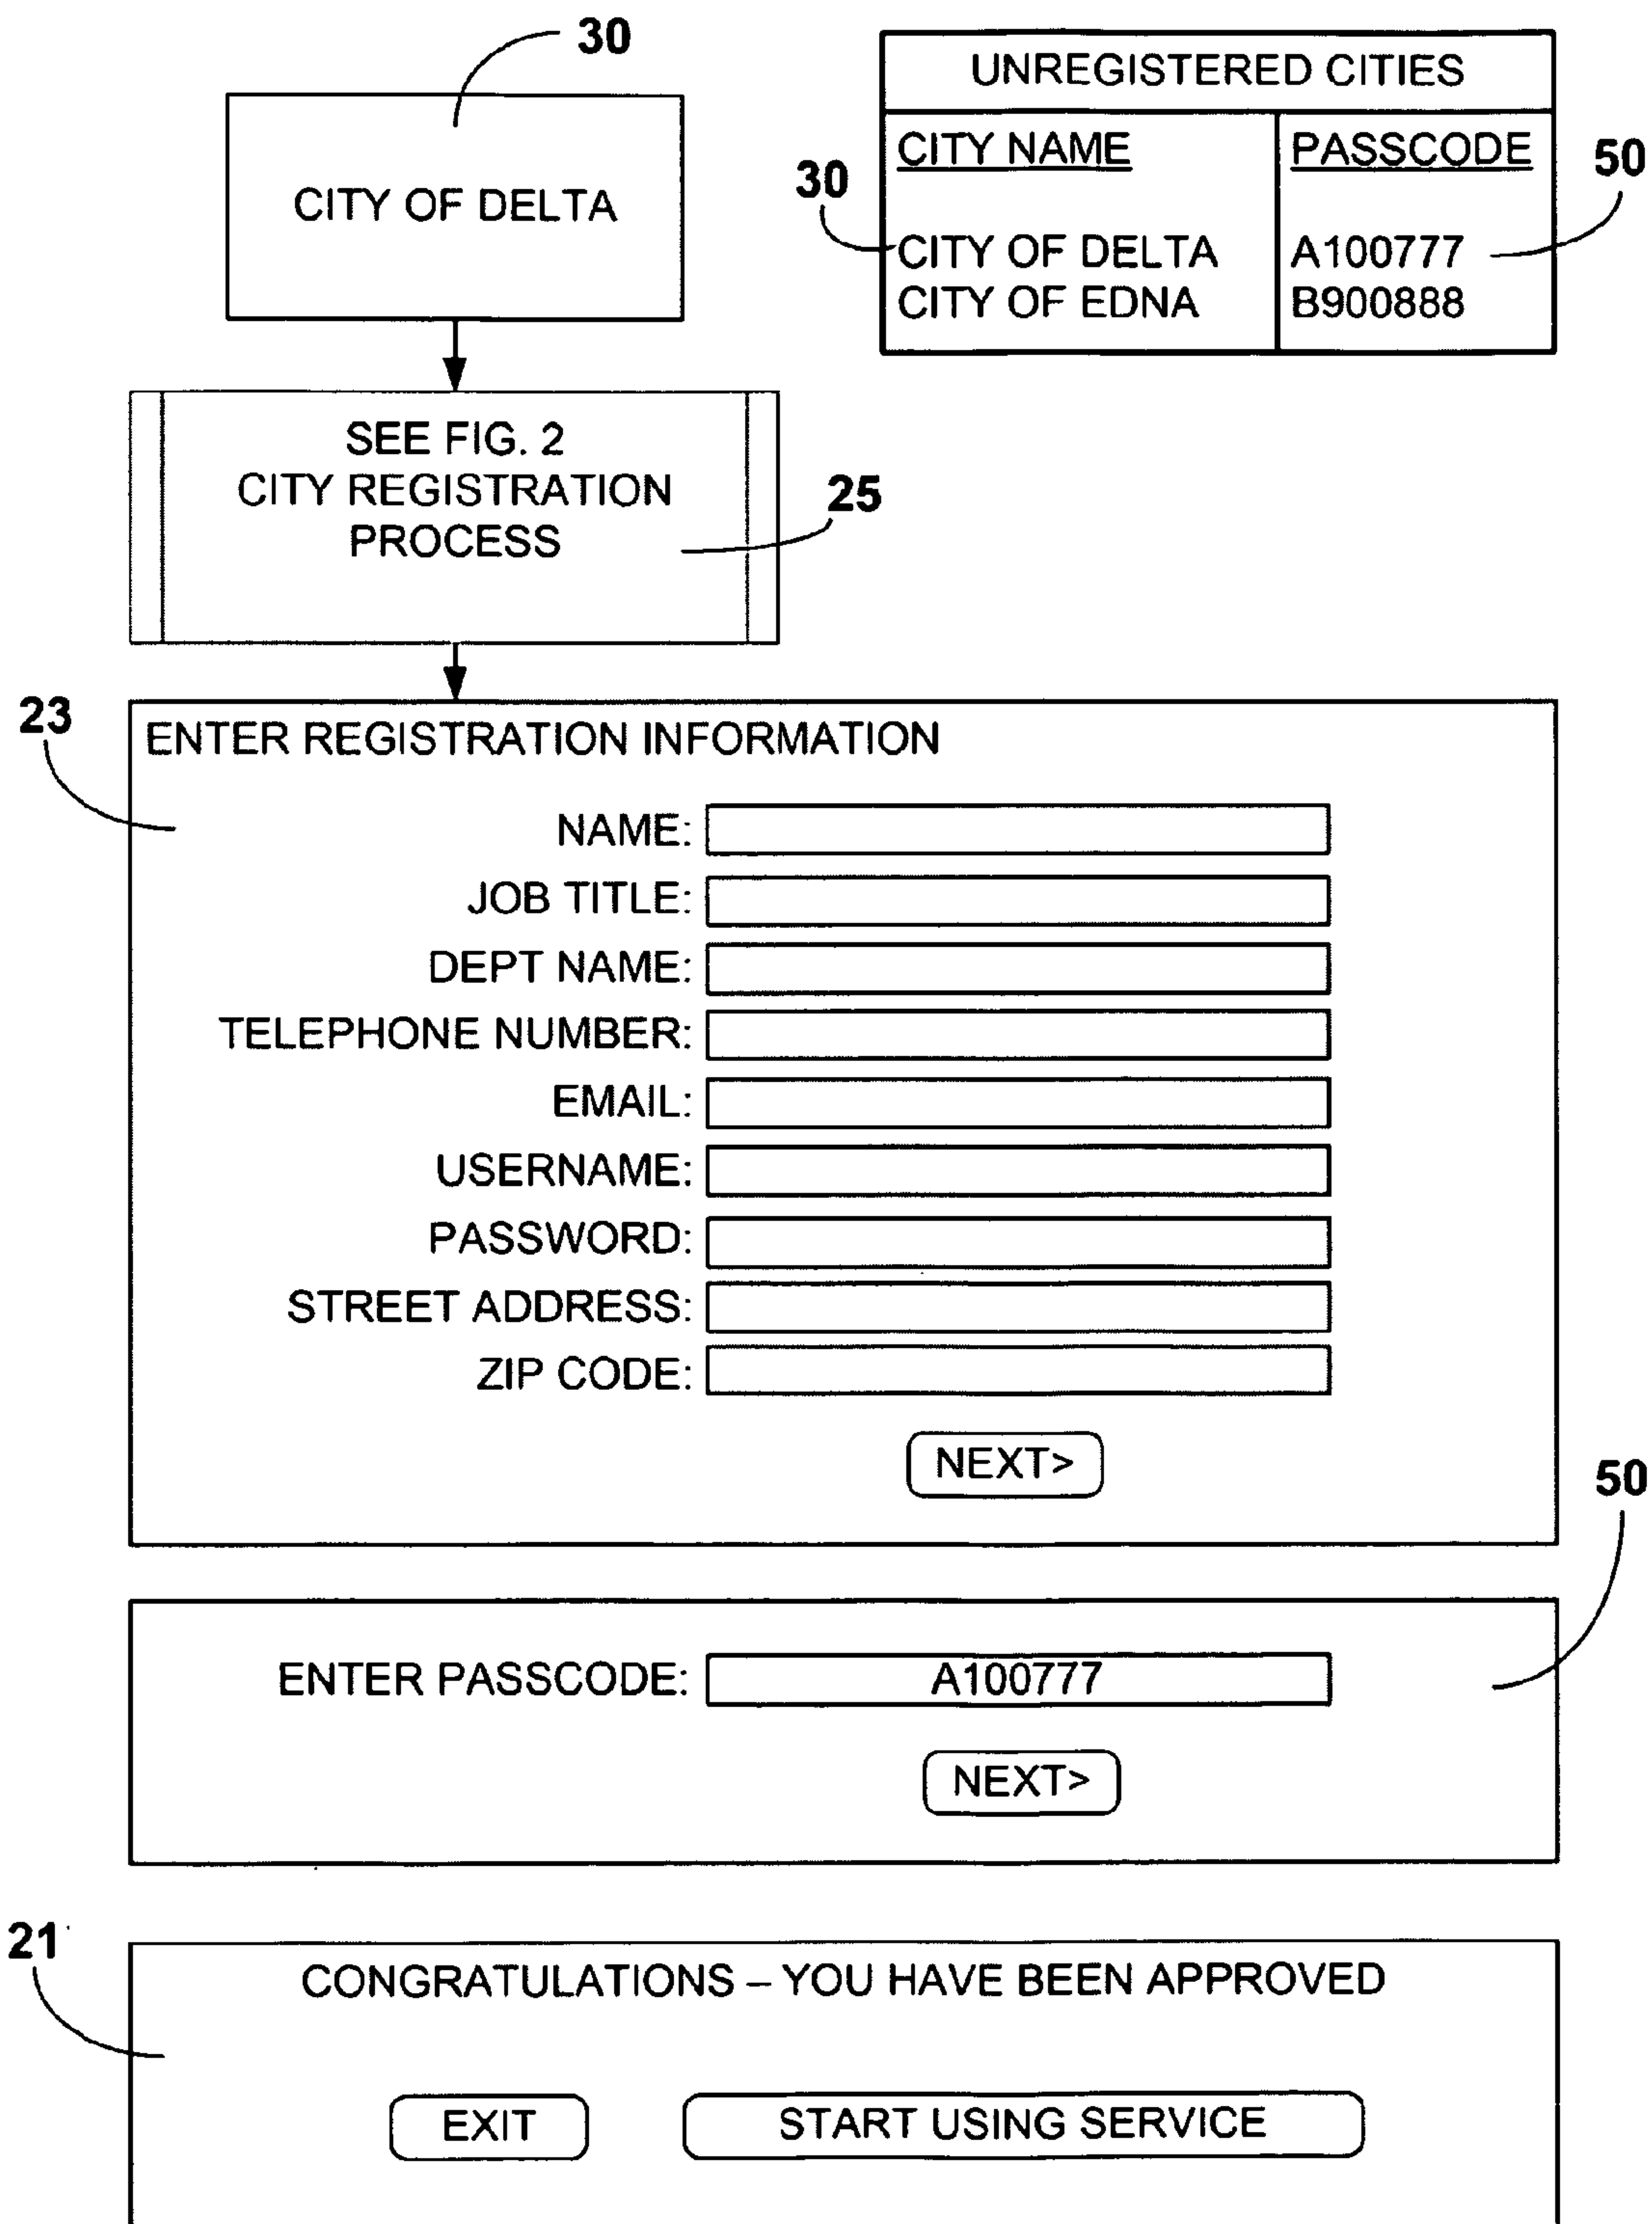 30
CITY OF DELTA
UNREGISTERED CITIES
CITY NAME PASSCODE
50
30
CITY OF DELTA A100777
CITY OF EDNA B900888
SEE FIG. 2
CITY REGISTRATION
PROCESS
25
23
ENTER REGISTRATION INFORMATION
NAME:
JOB TITLE:
DEPT NAME:
TELEPHONE NUMBER:
EMAIL:
USERNAME:
PASSWORD:
STREET ADDRESS:
ZIP CODE:
NEXT>
50
ENTER PASSCODE: A100777
NEXT>
21
CONGRATULATIONS – YOU HAVE BEEN APPROVED
EXIT START USING SERVICE